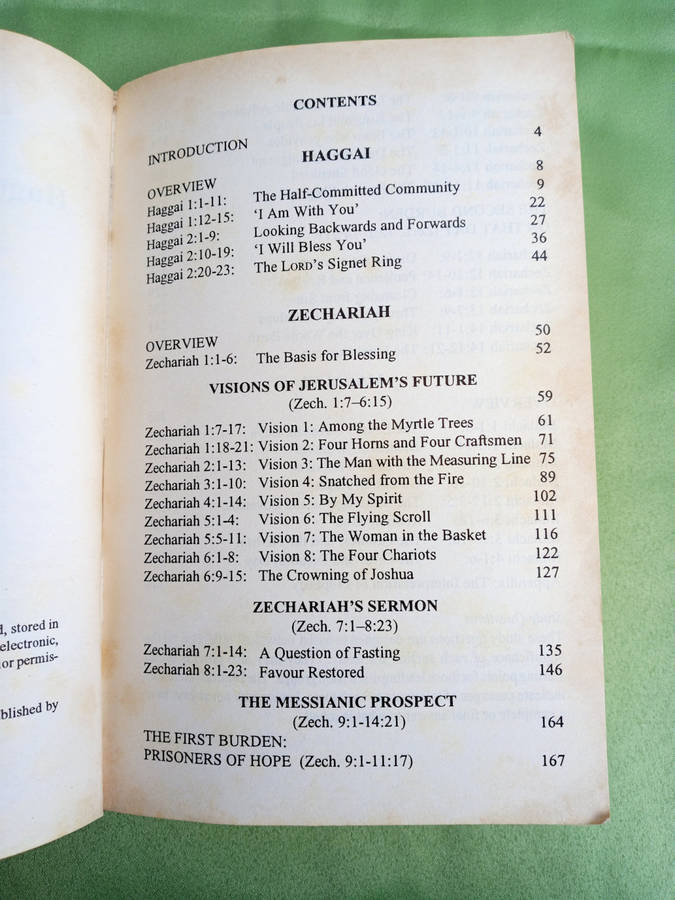 d, stored in
electronic,
or permis-
blished by
CONTENTS
INTRODUCTION 4
HAGGAI
OVERVIEW 8
Haggai 1:1-11: The Half-Committed Community 9
Haggai 1:12-15: ‘I Am With You’ 22
Haggai 2:1-9: Looking Backwards and Forwards 27
Haggai 2:10-19: ‘I Will Bless You’ 36
Haggai 2:20-23: The LORD’s Signet Ring 44
ZECHARIAH
OVERVIEW 50
Zechariah 1:1-6: The Basis for Blessing 52
VISIONS OF JERUSALEM’S FUTURE
(Zech. 1:7–6:15) 59
Zechariah 1:7-17: Vision 1: Among the Myrtle Trees 61
Zechariah 1:18-21: Vision 2: Four Horns and Four Craftsmen 71
Zechariah 2:1-13: Vision 3: The Man with the Measuring Line 75
Zechariah 3:1-10: Vision 4: Snatched from the Fire 89
Zechariah 4:1-14: Vision 5: By My Spirit 102
Zechariah 5:1-4: Vision 6: The Flying Scroll 111
Zechariah 5:5-11: Vision 7: The Woman in the Basket 116
Zechariah 6:1-8: Vision 8: The Four Chariots 122
Zechariah 6:9-15: The Crowning of Joshua 127
ZECHARIAH’S SERMON
(Zech. 7:1–8:23)
Zechariah 7:1-14: A Question of Fasting 135
Zechariah 8:1-23: Favour Restored 146
THE MESSIANIC PROSPECT
(Zech. 9:1-14:21) 164
THE FIRST BURDEN:
PRISONERS OF HOPE (Zech. 9:1-11:17) 167